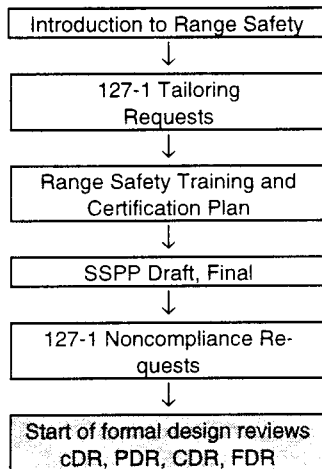 Introduction to Range Safety
127-1 Tailoring
Requests
Range Safety Training and
Certification Plan
SSPP Draft, Final
127-1 Noncompliance Re-
quests
Start of formal design reviews
cDR, PDR, CDR, FDR